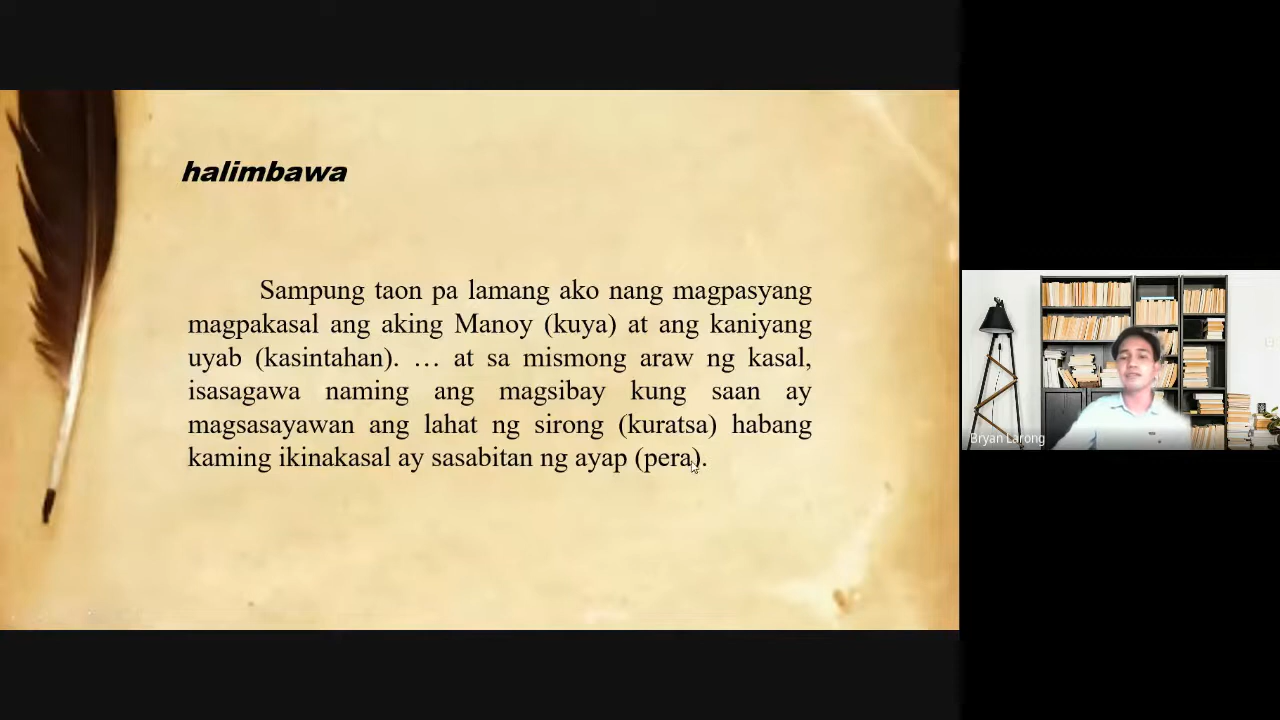 halimbawa
Sampung taon pa lamang ako nang magpasyang
magpakasal ang aking Manoy (kuya) at ang kaniyang
uyab (kasintahan). … at sa mismong araw ng kasal,
isasagawa naming ang magsibay kung saan ay
magsasayawan ang lahat ng sirong (kuratsa) habang
kaming ikinakasal ay sasabitan ng ayap (pera).
Bryan Larong